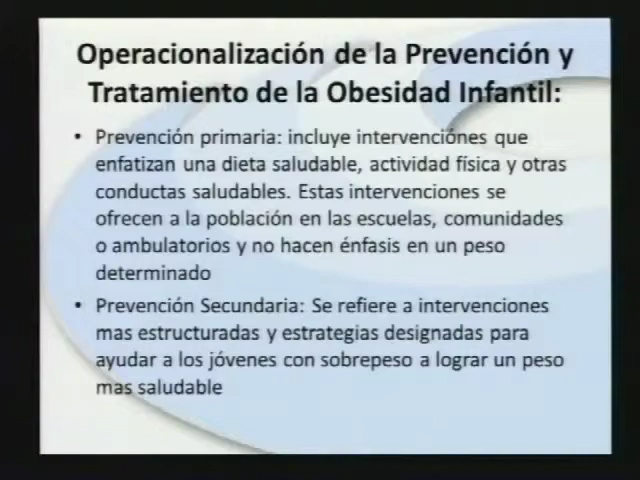 Operacionalización de la Prevención y
Tratamiento de la Obesidad Infantil:
• Prevención primaria: incluye intervenciónes que
enfatizan una dieta saludable, actividad física y otras
conductas saludables. Estas intervenciones se
ofrecen a la población en las escuelas, comunidades
o ambulatorios y no hacen énfasis en un peso
determinado
• Prevención Secundaria: Se refiere a intervenciones
mas estructuradas y estrategias designadas para
ayudar a los jóvenes con sobrepeso a lograr un peso
mas saludable